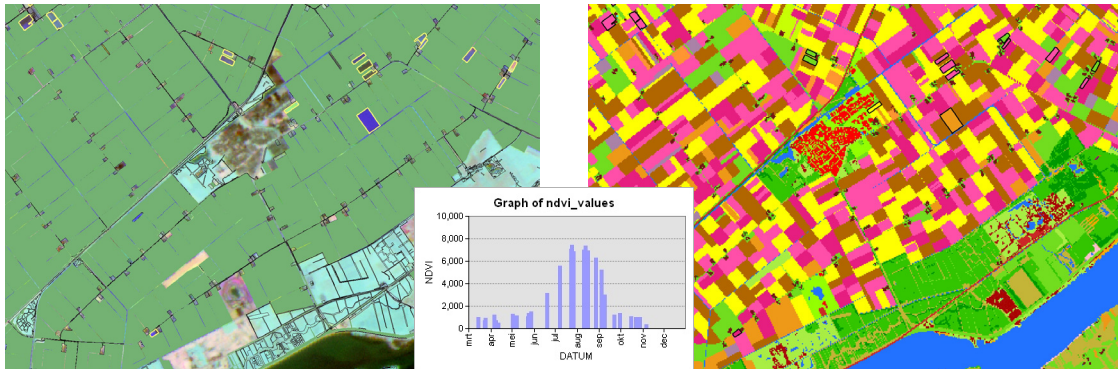 Graph of ndvi_values
10,000
8,000
6,000
4,000
2,000
0
NDVI
mrt apr mei jun jul aug sep okt nov dec
DATUM